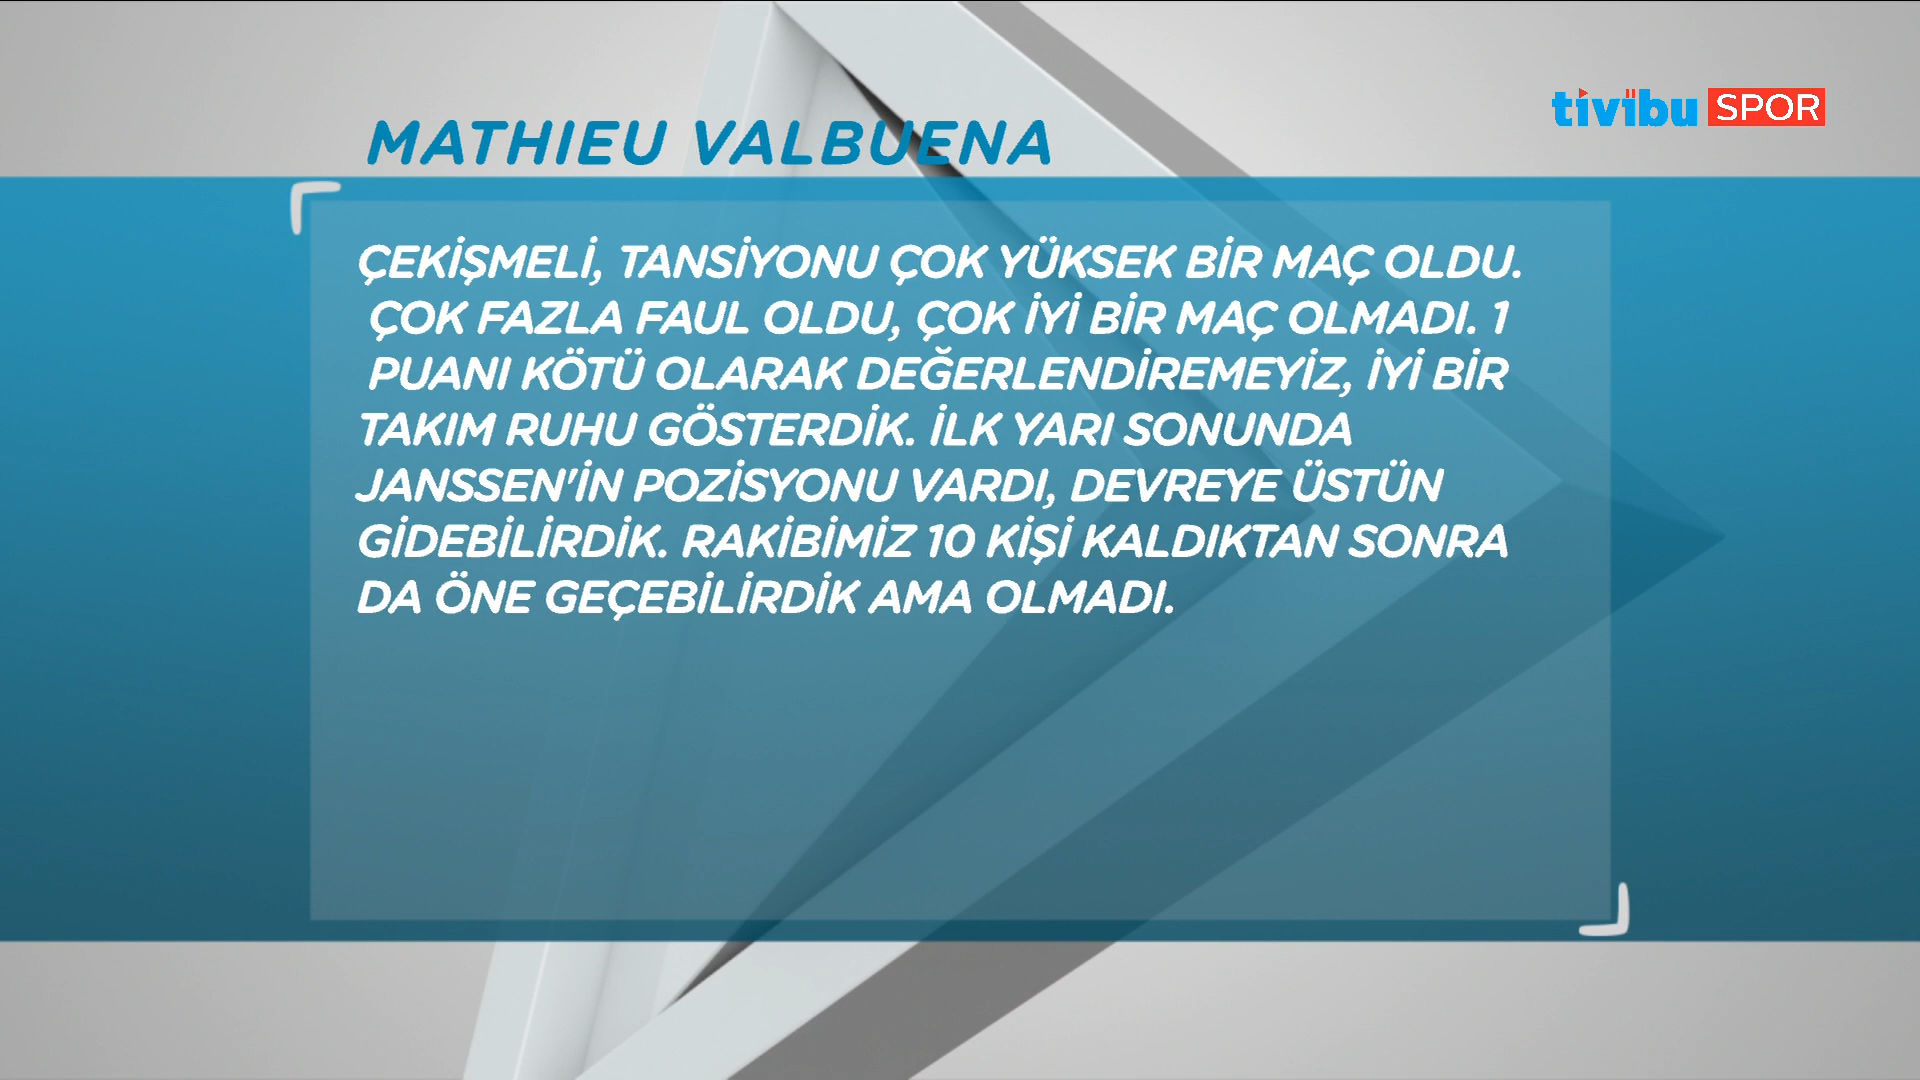 tivibu SPOR
MATHIEU VALBUENA
ÇEKİŞMELİ, TANSİYONU ÇOK YÜKSEK BİR MAÇ OLDU.
ÇOK FAZLA FAUL OLDU, ÇOK İYİ BİR MAÇ OLMADI. 1
PUANI KÖTÜ OLARAK DEĞERLENDİREMEYİZ, İYİ BİR
TAKIM RUHU GÖSTERDİK. İLK YARI SONUNDA
JANSSEN'İN POZİSYONU VARDI, DEVREYE ÜSTÜN
GİDEBİLİRDİK. RAKİBİMİZ 10 KİŞİ KALDIKTAN SONRA
DA ÖNE GEÇEBİLİRDİK AMA OLMADI.